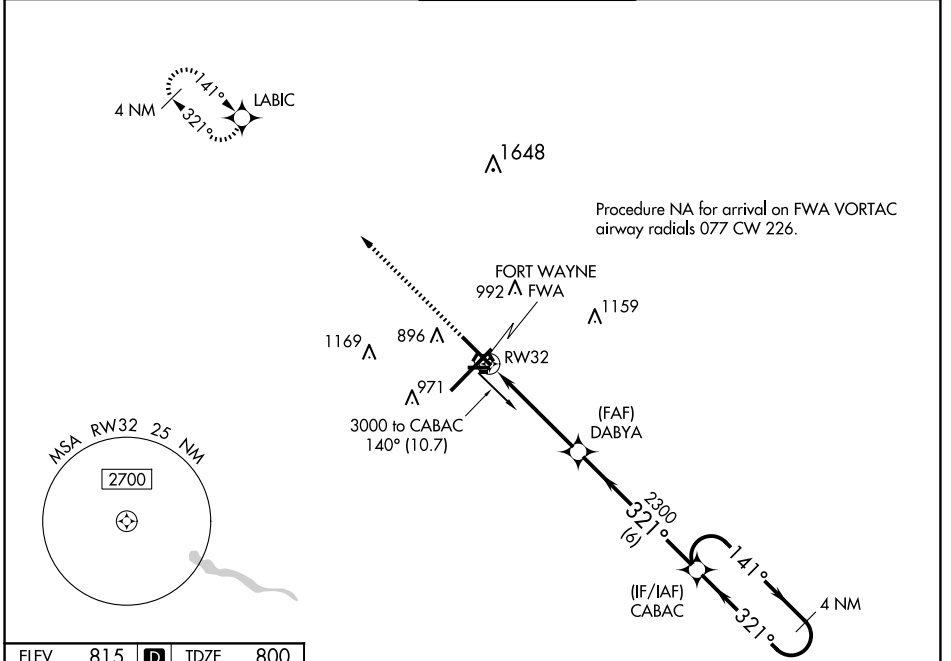 141°
4 NM
321°
LABIC
1648
Procedure NA for arrival on FWA VORTAC
airway radials 077 CW 226.
FORT WAYNE
FWA
992
1159
896
1169
RW32
971
3000 to CABAC
140° (10.7)
(FAF)
DABYA
MSA RW32 25 NM
2700
2300
321°
(6)
141°
4 NM
(IF/IAF)
CABAC
321°
ELEV 815 D TDZE 800